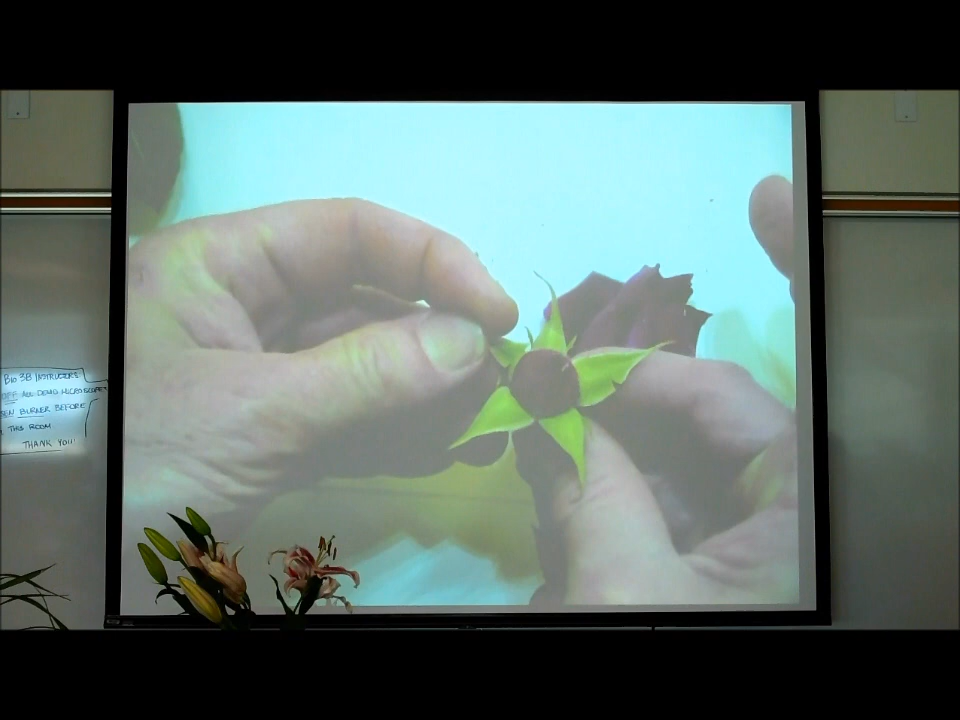 BIO 3B INSTRUCTORS
OFF ALL DEMO MICROSCOPES
BURNER BEFORE
THIS ROOM
THANK YOU!